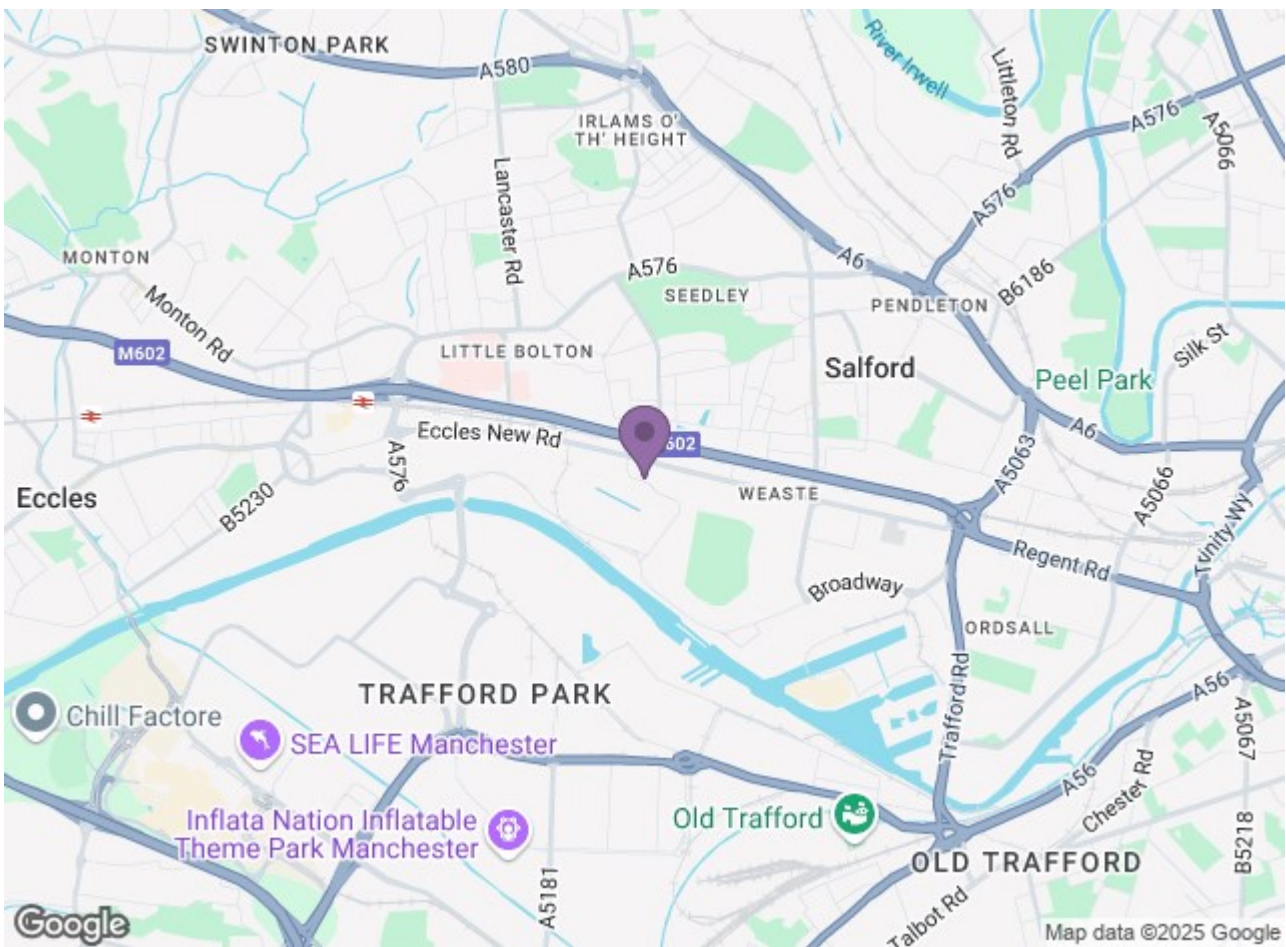 SWINTON PARK
A580
River Irwell
Littleton Rd
A576
A5066
IRLAMS O'
TH' HEIGHT
Lancaster Rd
A576
MONTON
A576
A6
SEEDLEY
B6186
PENDLETON
Monton Rd
M602
LITTLE BOLTON
Salford
Silk St
Peel Park
Eccles New Rd
602
A6
A576
A5063
A5066
Eccles
B5230
WEASTE
Trinity Wy
Regent Rd
Broadway
ORDSALL
TRAFFORD PARK
Trafford Rd
A56
Chill Factore
SEA LIFE Manchester
A5067
A56
Chester Rd
Inflata Nation Inflatable
Theme Park Manchester
Old Trafford
OLD TRAFFORD
B5218
A5181
Talbot Rd
Google
Map data ©2025 Google